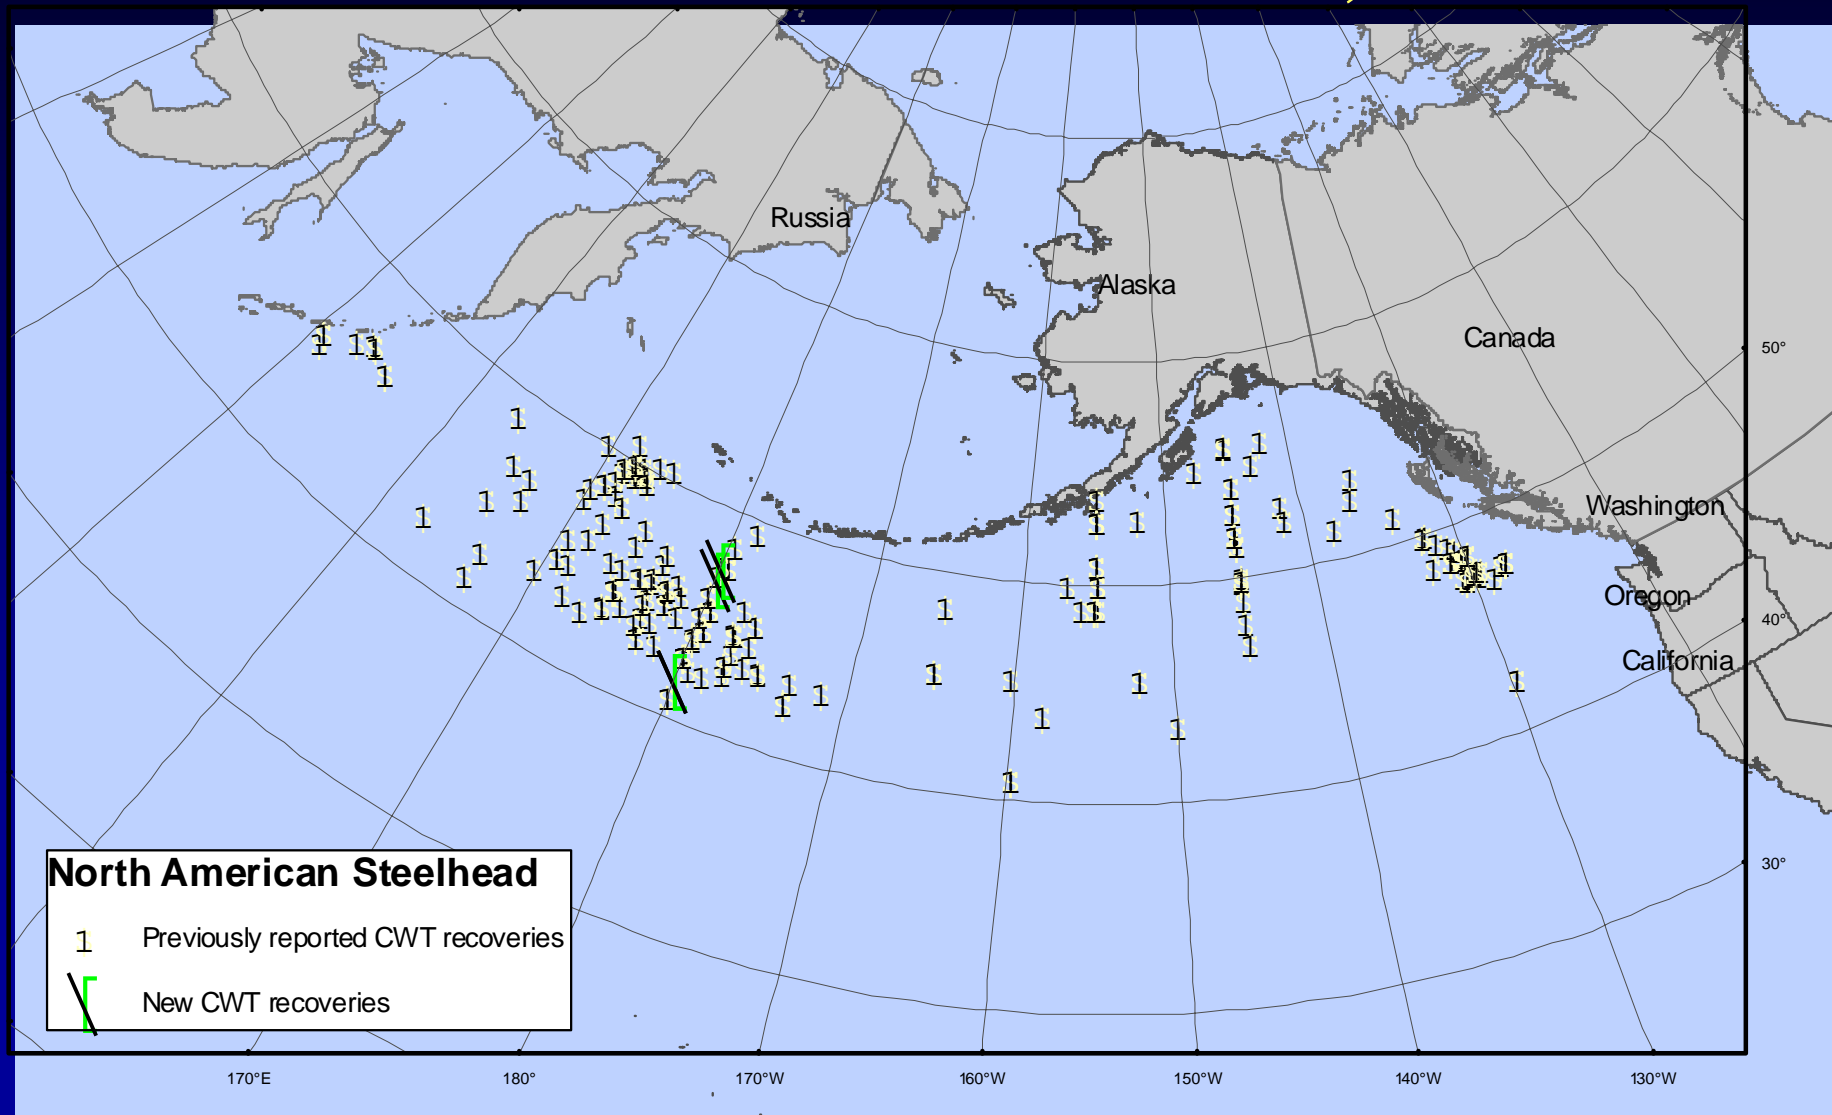 Russia
Alaska
Canada
Washington
Oregon
California
50°
40°
30°
North American Steelhead
1 Previously reported CWT recoveries
New CWT recoveries
170°E 180° 170°W 160°W 150°W 140°W 130°W